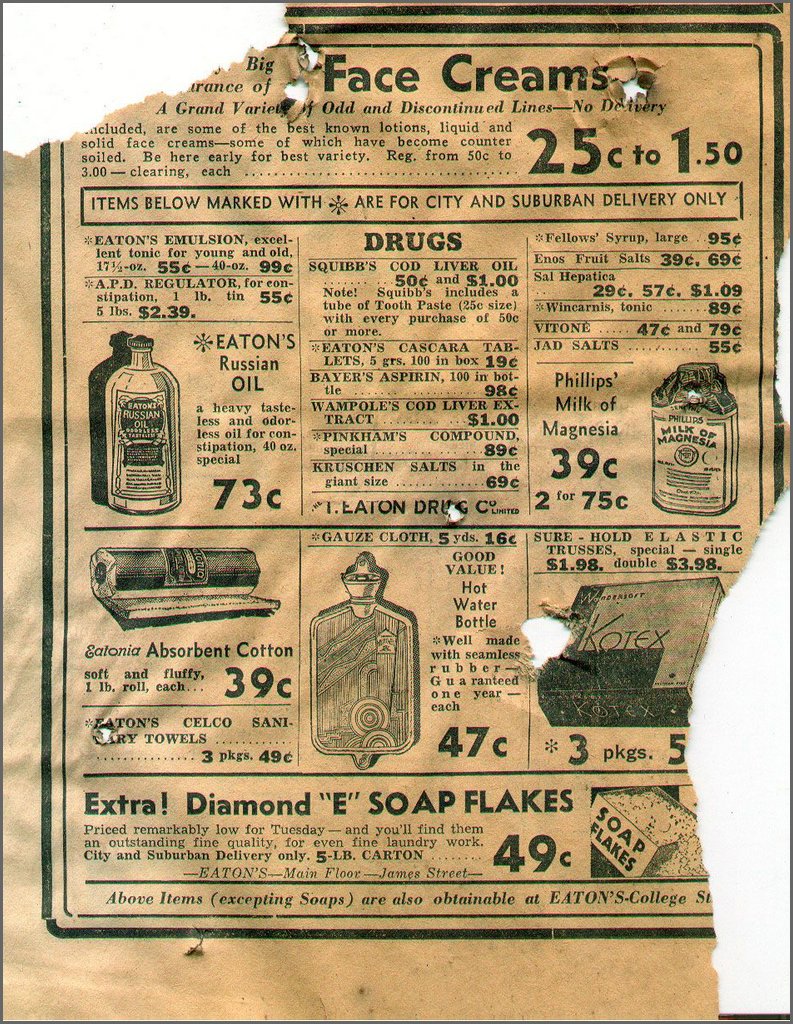 Big
Face Creams
A Grand Variety of Odd and Discontinued Lines—No Delivery
included, are some of the best known lotions, liquid and
solid face creams—some of which have become counter
soiled. Be here early for best variety. Reg. from 50c to
3.00 — clearing, each ..........
25c to 1.50
ITEMS BELOW MARKED WITH ✻ ARE FOR CITY AND SUBURBAN DELIVERY ONLY
✻EATON'S EMULSION, excel-
lent tonic for young and old,
17½-oz. 55¢—40-oz. 99¢
✻A.P.D. REGULATOR, for con-
stipation, 1 lb. tin 55¢
5 lbs. $2.39.
✻EATON'S
Russian
OIL
a heavy taste-
less and odor-
less oil for con-
stipation, 40 oz.
special
73c
EATON'S
RUSSIAN
OIL
ODORLESS
TASTELESS
DRUGS
SQUIBB'S COD LIVER OIL
........ 50¢ and $1.00
Note! Squibb's includes a
tube of Tooth Paste (25c size)
with every purchase of 50c
or more.
✻EATON'S CASCARA TAB-
LETS, 5 grs. 100 in box 19¢
BAYER'S ASPIRIN, 100 in bot-
tle .......... 98¢
WAMPOLE'S COD LIVER EX-
TRACT .......... $1.00
✻PINKHAM'S COMPOUND,
special .......... 89¢
KRUSCHEN SALTS in the
giant size .......... 69¢
THE T. EATON DRUG CO. LIMITED
✻Fellows' Syrup, large . 95¢
Enos Fruit Salts 39¢, 69¢
Sal Hepatica
.... 29¢, 57¢, $1.09
✻Wincarnis, tonic ...... 89¢
VITONE ..... 47¢ and 79¢
JAD SALTS .......... 55¢
Phillips'
Milk of
Magnesia
39c
2 for 75c
PHILLIPS
MILK OF
MAGNESIA
Eatonia Absorbent Cotton
soft and fluffy,
1 lb. roll, each... 39c
✻EATON'S CELCO SANI-
TARY TOWELS ..........
.......... 3 pkgs. 49¢
✻GAUZE CLOTH, 5 yds. 16¢
GOOD
VALUE!
Hot
Water
Bottle
✻Well made
with seamless
rubber—
Guaranteed
one year—
each
47c
SURE-HOLD ELASTIC
TRUSSES, special — single
$1.98, double $3.98.
Wondersoft
KOTEX
KOTEX
✻ 3 pkgs. 5
Extra! Diamond "E" SOAP FLAKES
Priced remarkably low for Tuesday — and you'll find them
an outstanding fine quality, for even fine laundry work.
City and Suburban Delivery only. 5-LB. CARTON ........
49c
—EATON'S—Main Floor—James Street—
SOAP
FLAKES
Above Items (excepting Soaps) are also obtainable at EATON'S-College St